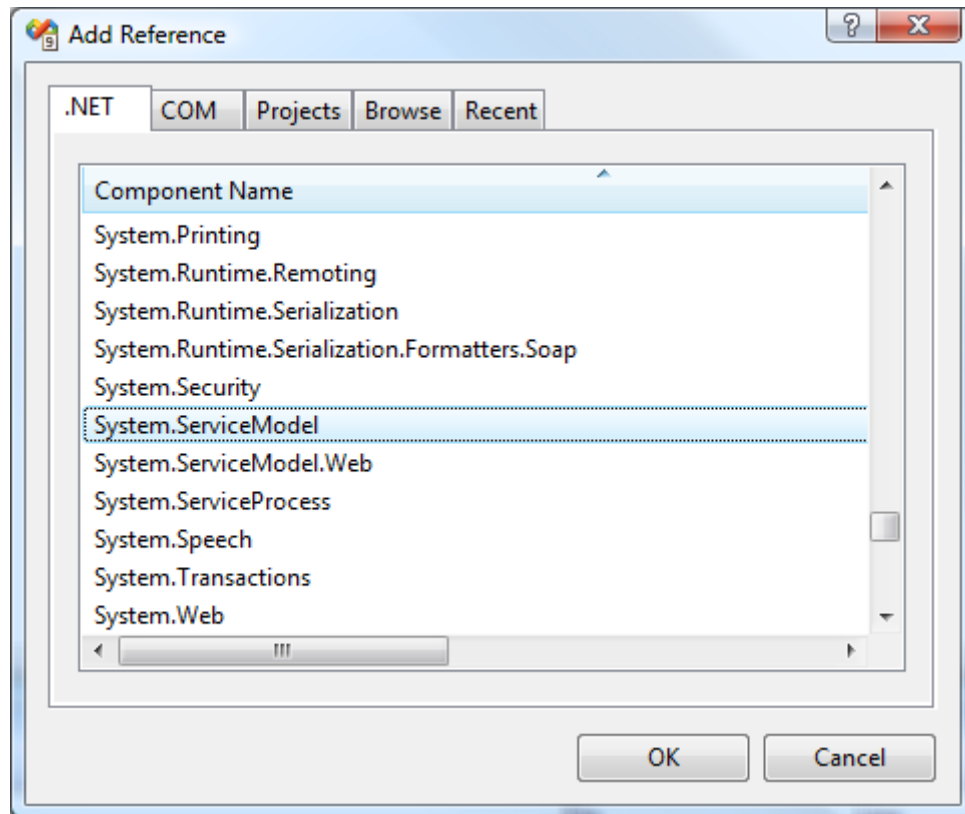 Add Reference
.NET COM Projects Browse Recent
Component Name
System.Printing
System.Runtime.Remoting
System.Runtime.Serialization
System.Runtime.Serialization.Formatters.Soap
System.Security
System.ServiceModel
System.ServiceModel.Web
System.ServiceProcess
System.Speech
System.Transactions
System.Web
OK Cancel